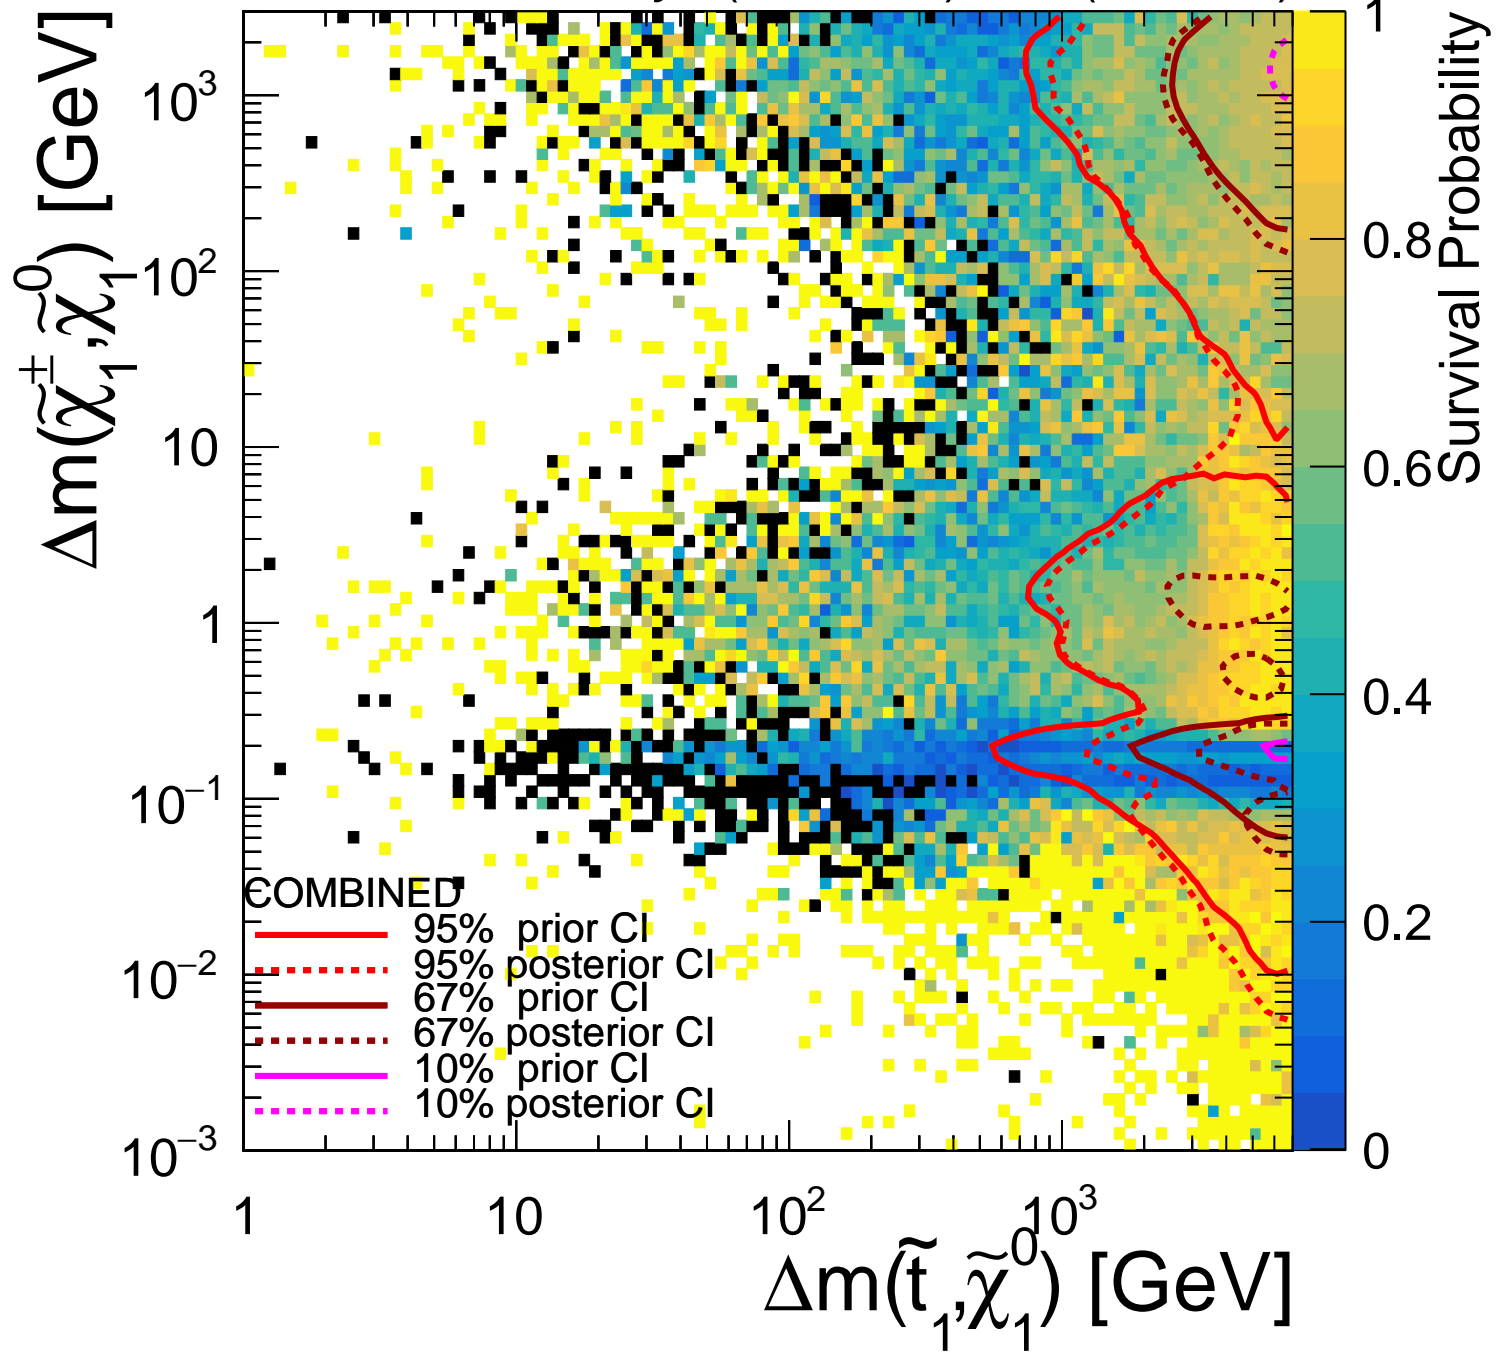 Δm(χ̃₁±,χ̃₁⁰) [GeV]
10³
10²
10
1
10⁻¹
10⁻²
10⁻³
COMBINED
95% prior CI
95% posterior CI
67% prior CI
67% posterior CI
10% prior CI
10% posterior CI
1
10
10²
10³
Δm(t̃₁,χ̃₁⁰) [GeV]
1
0.8
0.6
0.4
0.2
0
Survival Probability